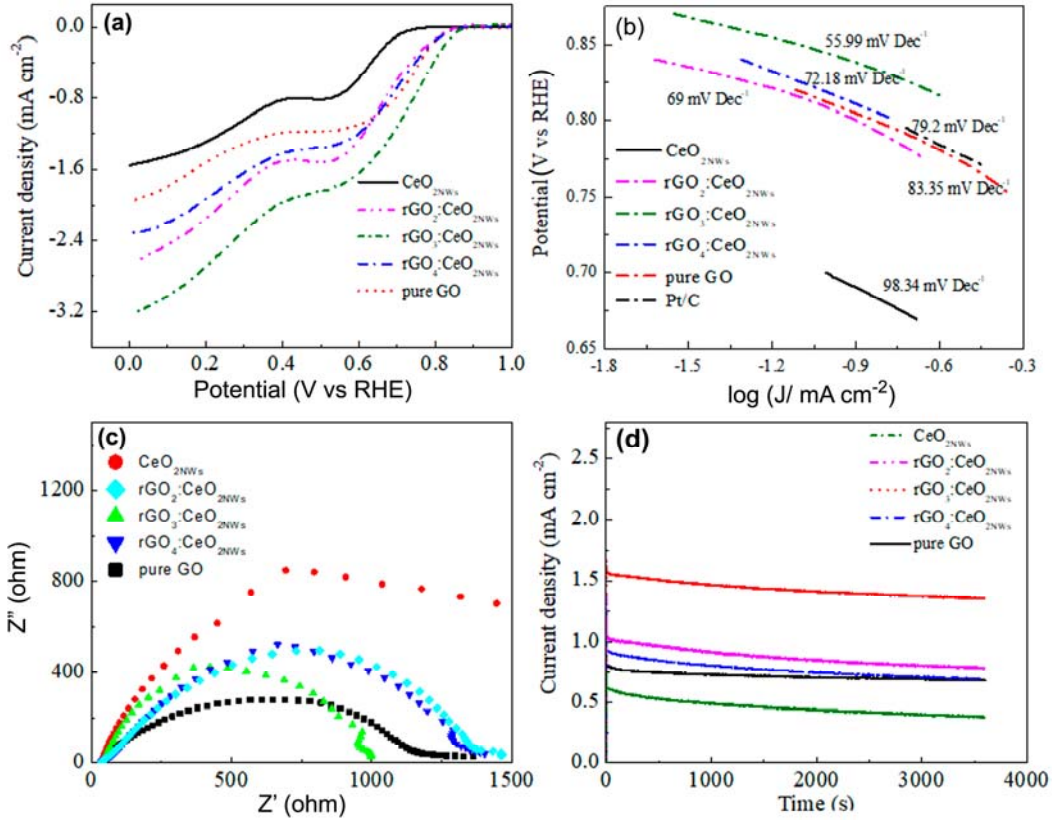 (a)
0.0
-0.8
-1.6
-2.4
-3.2
Current density (mA cm-2)
CeO2NWs
rGO2:CeO2NWs
rGO3:CeO2NWs
rGO4:CeO2NWs
pure GO
0.0 0.2 0.4 0.6 0.8 1.0
Potential (V vs RHE)
(b)
0.85
0.80
0.75
0.70
0.65
Potential (V vs RHE)
55.99 mV Dec-1
72.18 mV Dec-1
69 mV Dec-1
79.2 mV Dec-1
83.35 mV Dec-1
98.34 mV Dec-1
CeO2NWs
rGO2:CeO2NWs
rGO3:CeO2NWs
rGO4:CeO2NWs
pure GO
Pt/C
-1.8 -1.5 -1.2 -0.9 -0.6 -0.3
log (J/ mA cm-2)
(c)
1200
800
400
0
Z'' (ohm)
CeO2NWs
rGO2:CeO2NWs
rGO3:CeO2NWs
rGO4:CeO2NWs
pure GO
0 500 1000 1500
Z' (ohm)
(d)
2.5
2.0
1.5
1.0
0.5
0.0
Current density (mA cm-2)
CeO2NWs
rGO2:CeO2NWs
rGO3:CeO2NWs
rGO4:CeO2NWs
pure GO
0 1000 2000 3000 4000
Time (s)